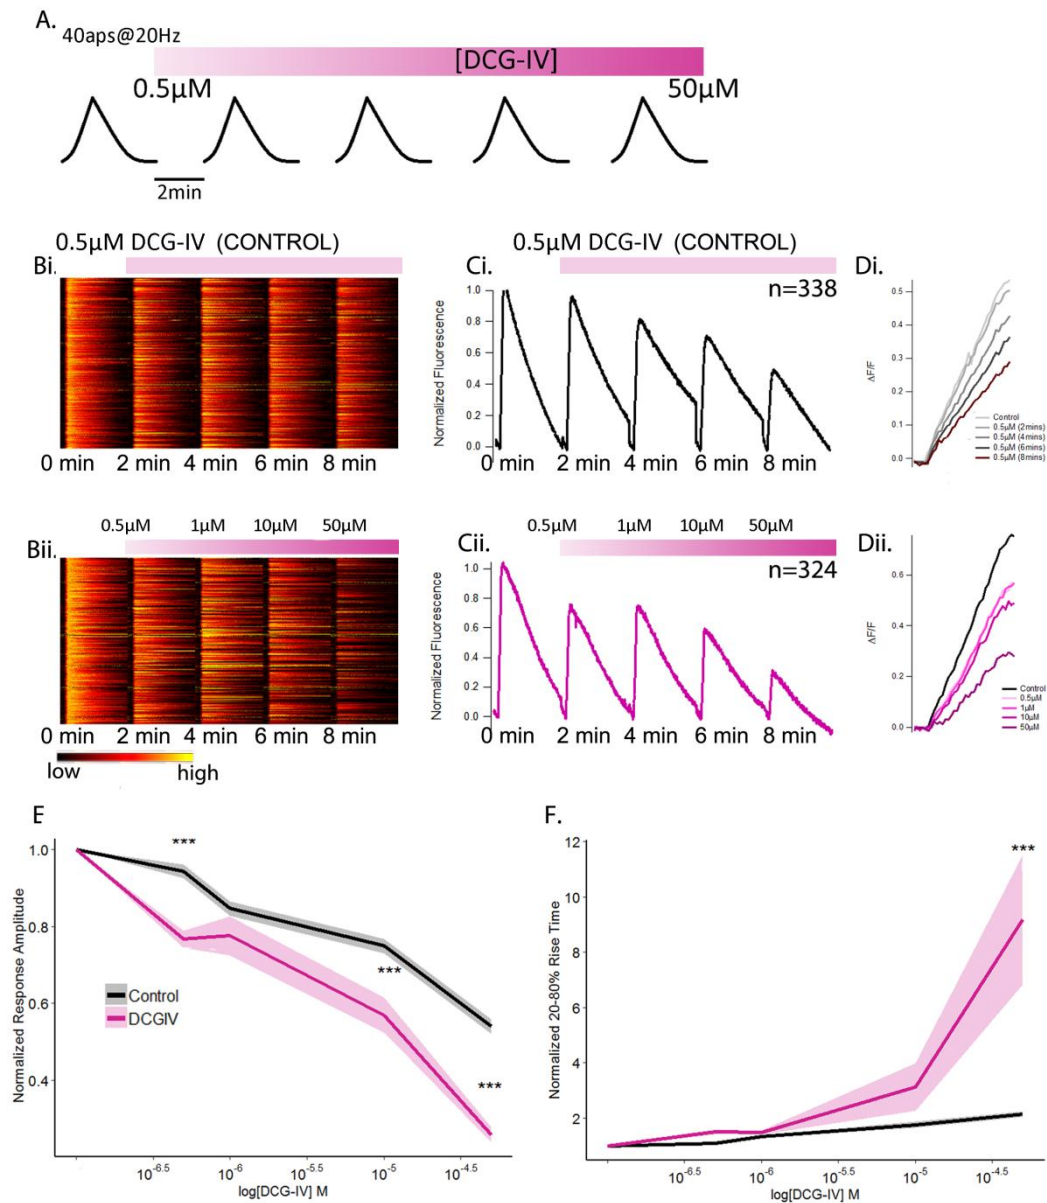 A.
40aps@20Hz
[DCG-IV]
0.5µM
50µM
2min
0.5µM DCG-IV (CONTROL)
Bi.
0 min 2 min 4 min 6 min 8 min
0.5µM DCG-IV (CONTROL)
Ci.
n=338
Normalized Fluorescence
1.0
0.8
0.6
0.4
0.2
0.0
0 min 2 min 4 min 6 min 8 min
Di.
ΔF/F
0.5
0.4
0.3
0.2
0.1
0.0
Control
0.5µM (2mins)
0.5µM (4mins)
0.5µM (6mins)
0.5µM (8mins)
0.5µM 1µM 10µM 50µM
Bii.
0 min 2 min 4 min 6 min 8 min
low high
0.5µM 1µM 10µM 50µM
Cii.
n=324
Normalized Fluorescence
1.0
0.8
0.6
0.4
0.2
0.0
0 min 2 min 4 min 6 min 8 min
Dii.
ΔF/F
0.6
0.4
0.2
0.0
Control
0.5µM
1µM
10µM
50µM
E
Normalized Response Amplitude
1.0
0.8
0.6
0.4
***
***
***
Control
DCGIV
10^-6.5 10^-6 10^-5.5 10^-5 10^-4.5
log[DCG-IV] M
F.
Normalized 20-80% Rise Time
12
10
8
6
4
2
***
10^-6.5 10^-6 10^-5.5 10^-5 10^-4.5
log[DCG-IV] M